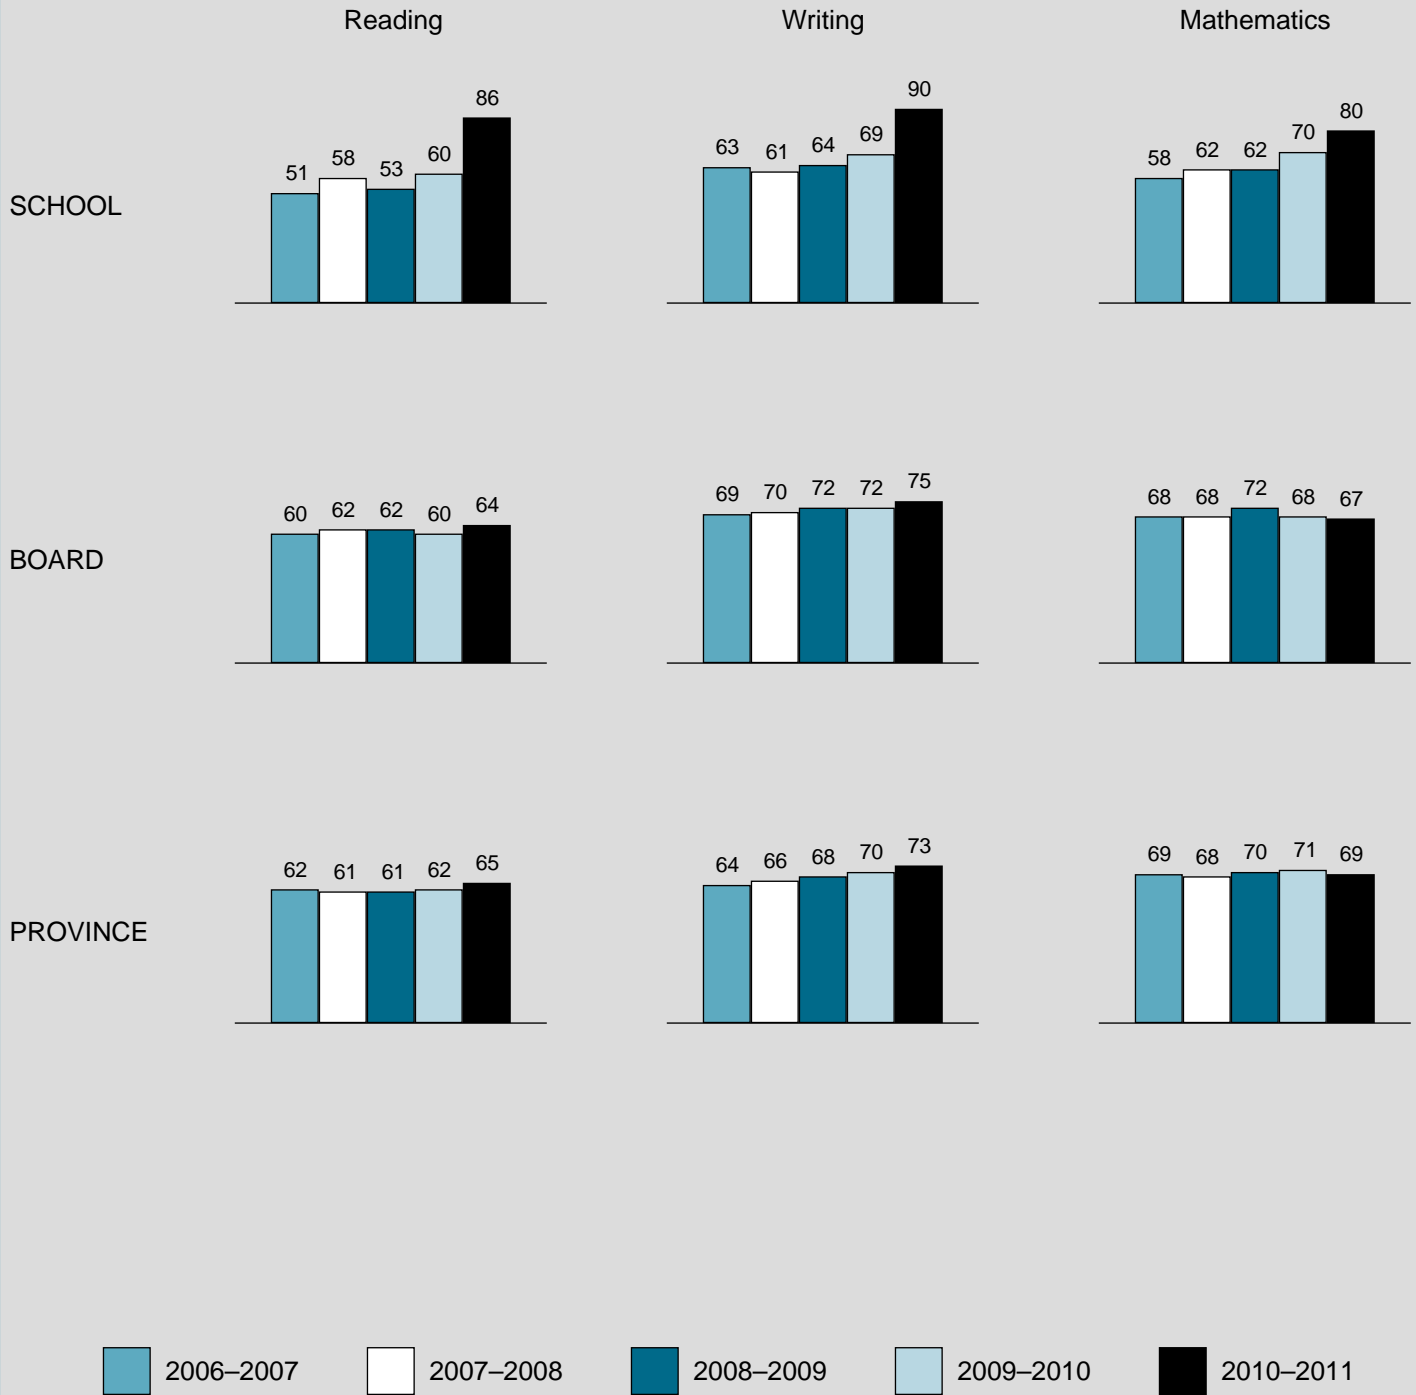 Reading Writing Mathematics
SCHOOL
51 58 53 60 86
63 61 64 69 90
58 62 62 70 80
BOARD
60 62 62 60 64
69 70 72 72 75
68 68 72 68 67
PROVINCE
62 61 61 62 65
64 66 68 70 73
69 68 70 71 69
2006–2007 2007–2008 2008–2009 2009–2010 2010–2011